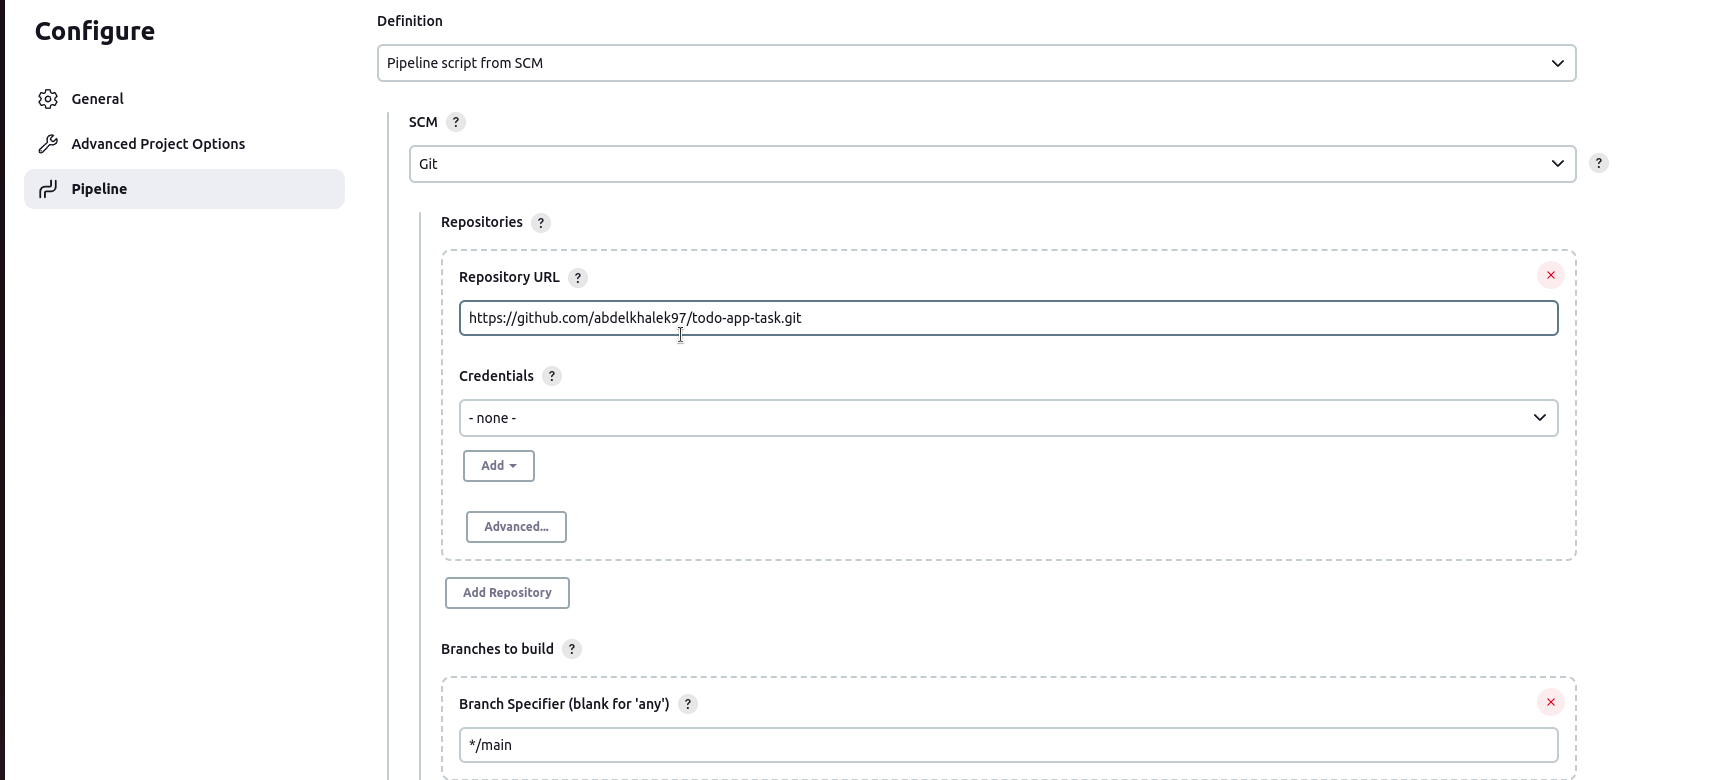 Configure
General
Advanced Project Options
Pipeline
Definition
Pipeline script from SCM
SCM ?
Git
?
Repositories ?
Repository URL ?
https://github.com/abdelkhalek97/todo-app-task.git
Credentials ?
- none -
Add
Advanced...
Add Repository
Branches to build ?
Branch Specifier (blank for 'any') ?
*/main